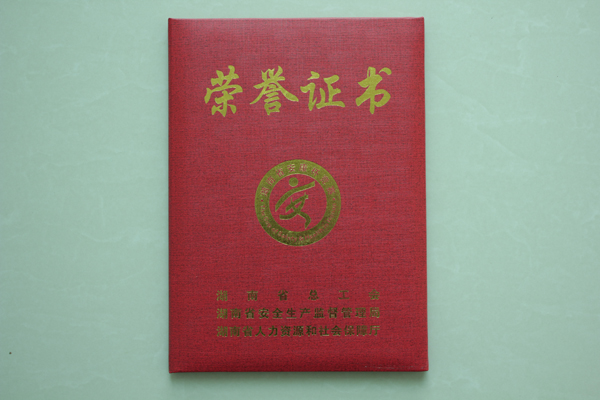 荣誉证书
湖南省总工会
湖南省安全生产监督管理局
湖南省人力资源和社会保障厅